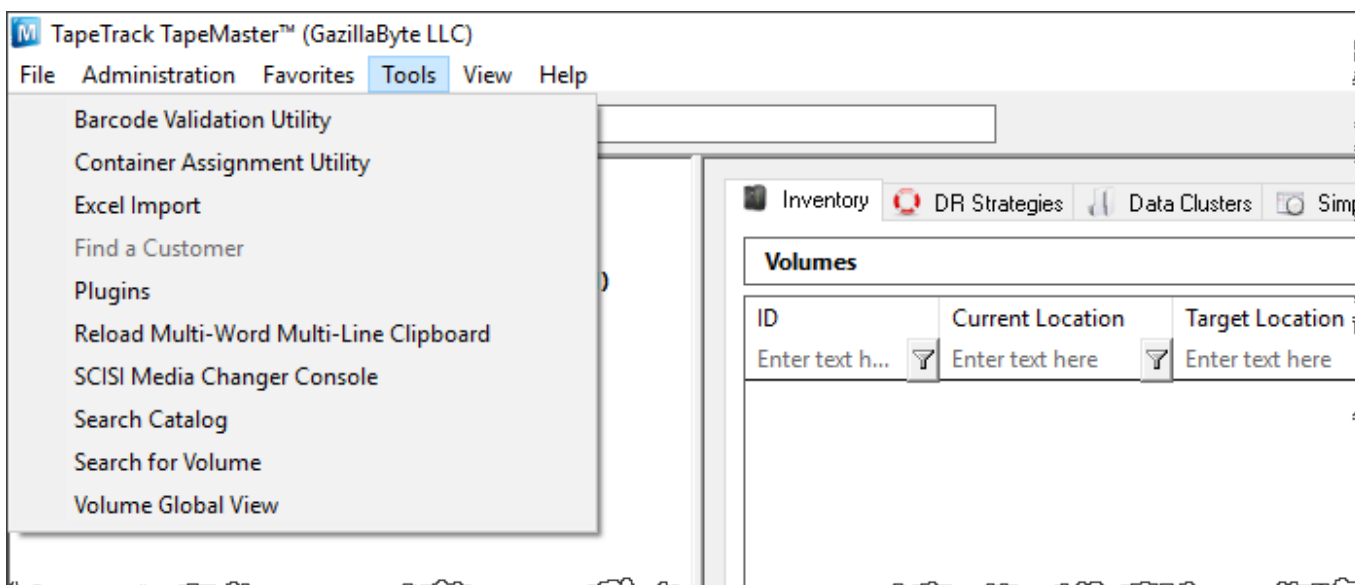 TapeTrack TapeMaster™ (GazillaByte LLC)
File Administration Favorites Tools View Help
Barcode Validation Utility
Container Assignment Utility
Excel Import
Find a Customer
Plugins
Reload Multi-Word Multi-Line Clipboard
SCISI Media Changer Console
Search Catalog
Search for Volume
Volume Global View
)
Inventory DR Strategies Data Clusters Simp
Volumes
ID Current Location Target Location
Enter text h... Enter text here Enter text here